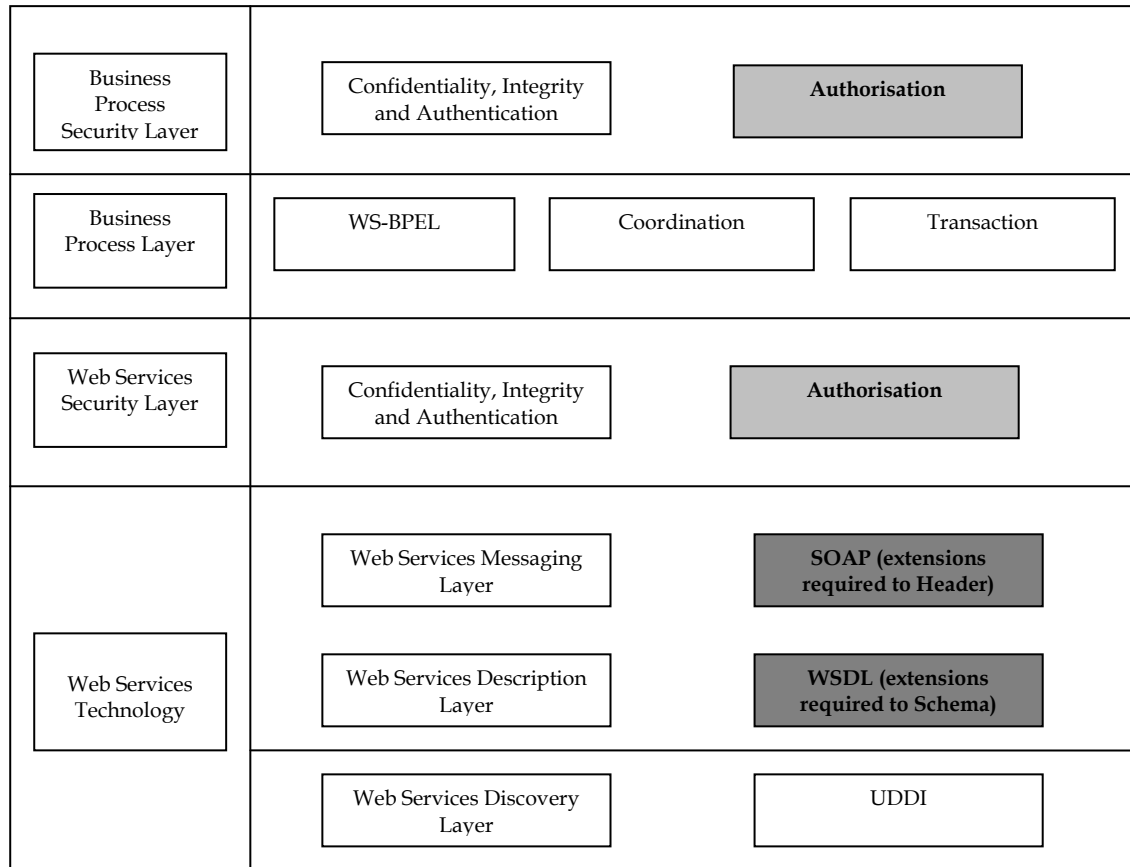 Business
Process
Security Layer
Confidentiality, Integrity
and Authentication
Authorisation
Business
Process Layer
WS-BPEL
Coordination
Transaction
Web Services
Security Layer
Confidentiality, Integrity
and Authentication
Authorisation
Web Services
Technology
Web Services Messaging
Layer
SOAP (extensions
required to Header)
Web Services Description
Layer
WSDL (extensions
required to Schema)
Web Services Discovery
Layer
UDDI